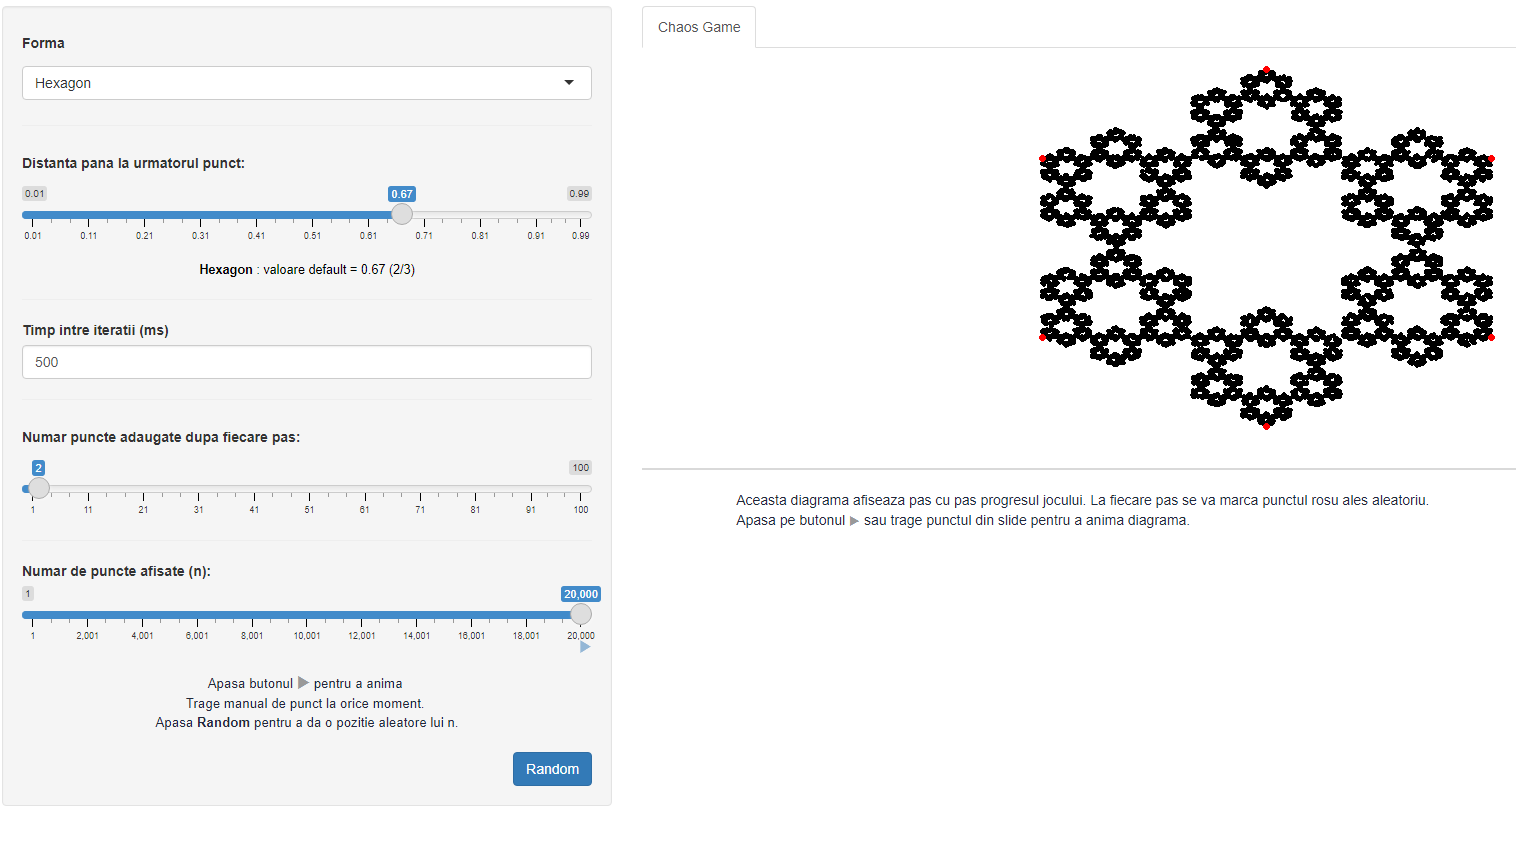 Forma
Hexagon
Distanta pana la urmatorul punct:
0.01 0.67 0.99
0.01 0.11 0.21 0.31 0.41 0.51 0.61 0.71 0.81 0.91 0.99
Hexagon : valoare default = 0.67 (2/3)
Timp intre iteratii (ms)
500
Numar puncte adaugate dupa fiecare pas:
2 100
1 11 21 31 41 51 61 71 81 91 100
Numar de puncte afisate (n):
1 20,000
1 2,001 4,001 6,001 8,001 10,001 12,001 14,001 16,001 18,001 20,000
Apasa butonul ▶ pentru a anima
Trage manual de punct la orice moment.
Apasa Random pentru a da o pozitie aleatore lui n.
Random
Chaos Game
Aceasta diagrama afiseaza pas cu pas progresul jocului. La fiecare pas se va marca punctul rosu ales aleatoriu.
Apasa pe butonul ▶ sau trage punctul din slide pentru a anima diagrama.